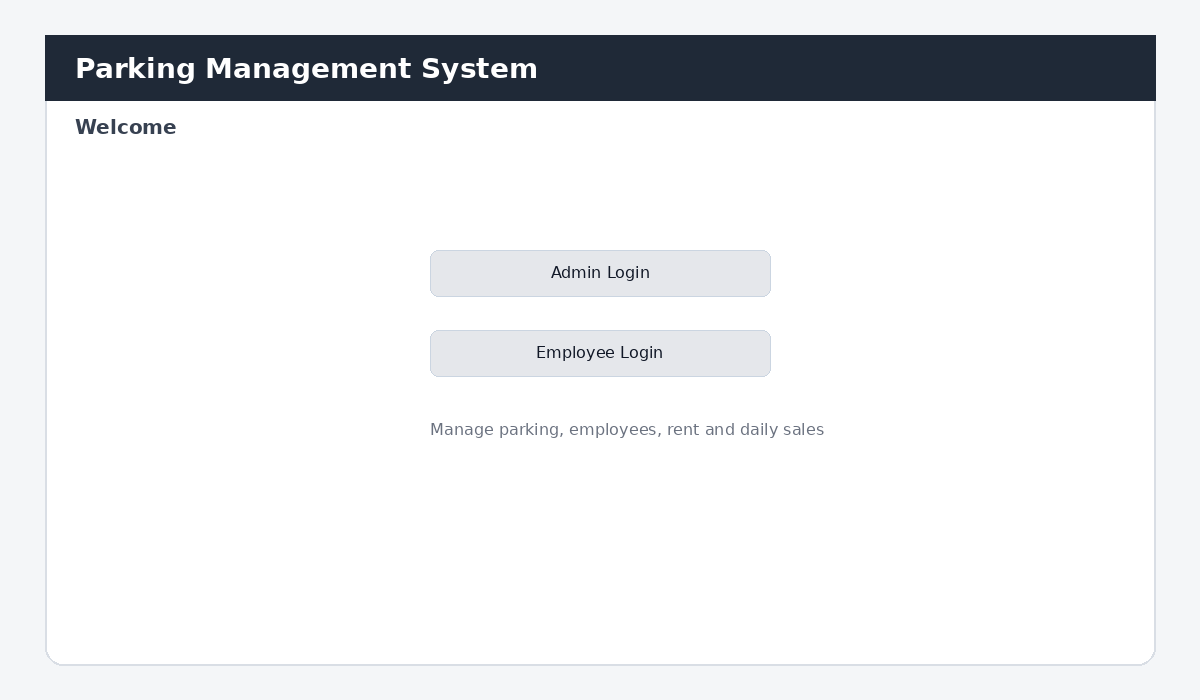 Parking Management System
Welcome
Admin Login
Employee Login
Manage parking, employees, rent and daily sales